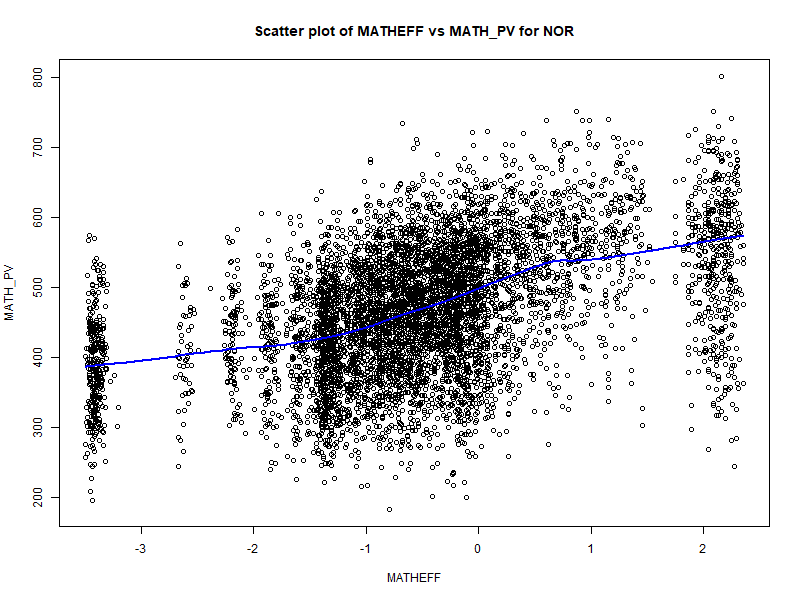 Scatter plot of MATHEFF vs MATH_PV for NOR
800
700
600
500
400
300
200
MATH_PV
-3 -2 -1 0 1 2
MATHEFF